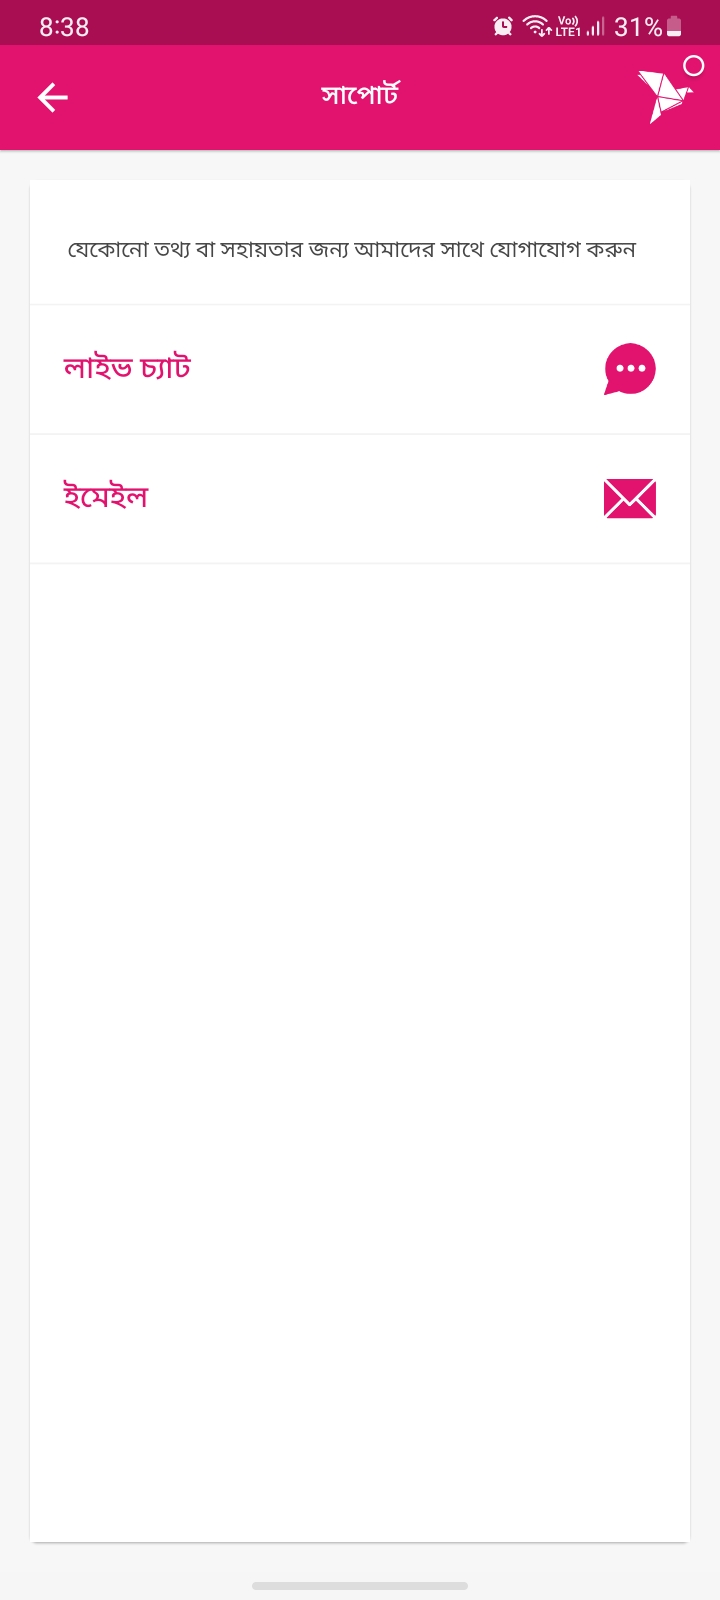 8:38
Vo)) LTE1 31%
সাপোর্ট
যেকোনো তথ্য বা সহায়তার জন্য আমাদের সাথে যোগাযোগ করুন
লাইভ চ্যাট
ইমেইল